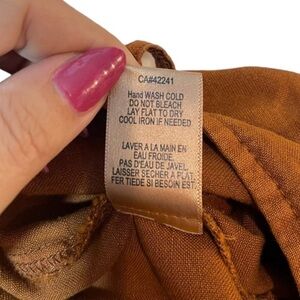 CA#42241
Hand WASH COLD
DO NOT BLEACH
LAY FLAT TO DRY
COOL IRON IF NEEDED
LAVER A LA MAIN EN
EAU FROIDE.
PAS D'EAU DE JAVEL.
LAISSER SECHER A PLAT.
FER TIEDE SI BESOIN EST.